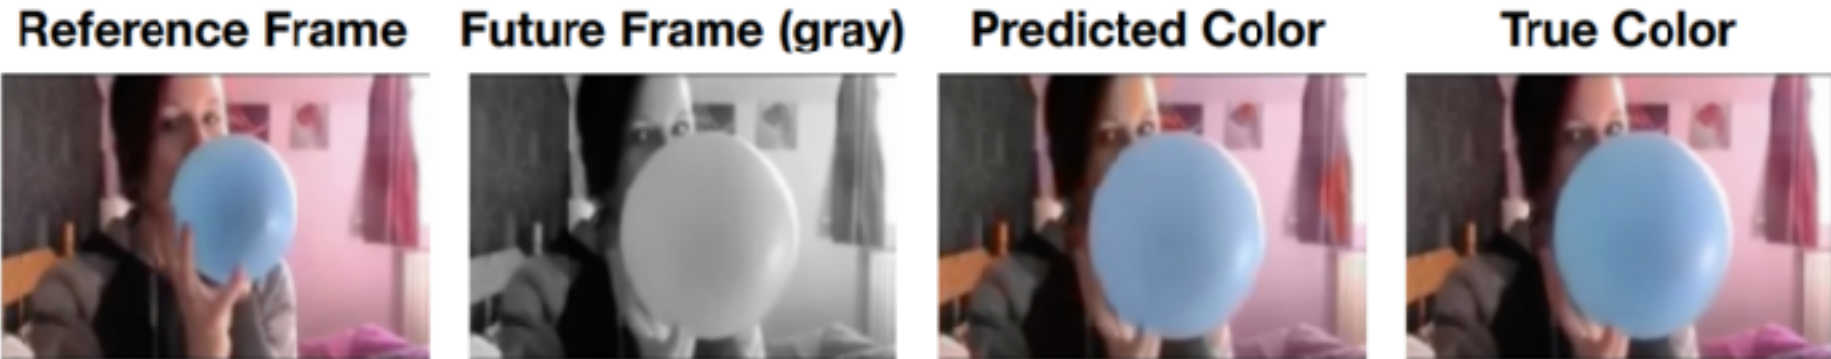 Reference Frame
Future Frame (gray)
Predicted Color
True Color